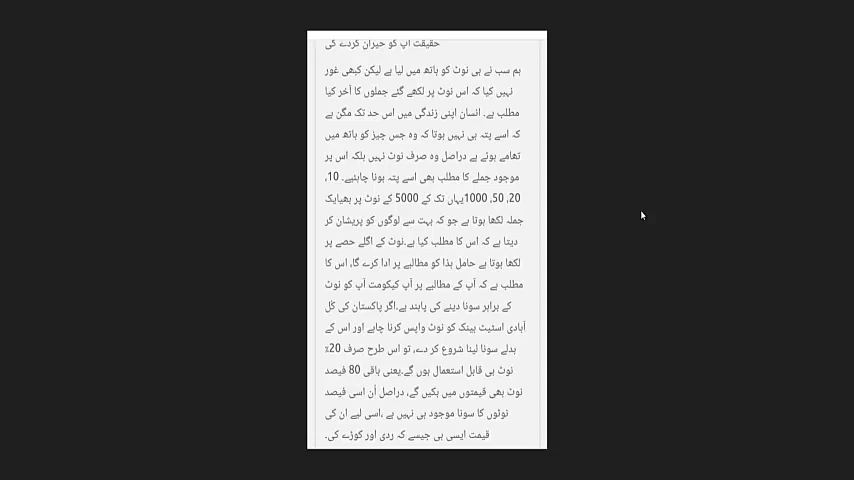 حقیقت آپ کو حیران کردے گی
ہم سب نے ہی نوٹ کو ہاتھ میں لیا ہے لیکن کبھی غور
نہیں کیا کہ اس نوٹ پر لکھے گئے جملوں کا آخر کیا
مطلب ہے۔ انسان اپنی زندگی میں اس حد تک مگن ہے
کہ اسے پتہ ہی نہیں ہوتا کہ وہ جس چیز کو ہاتھ میں
تھامے ہوئے ہے دراصل وہ صرف نوٹ نہیں بلکہ اس پر
موجود جملے کا مطلب بھی اسے پتہ ہونا چاہئیے۔ 10،
20، 50، 1000یہاں تک کے 5000 کے نوٹ پر بھیایک
جملہ لکھا ہوتا ہے جو کہ بہت سے لوگوں کو پریشان کر
دیتا ہے کہ اس کا مطلب کیا ہے۔نوٹ کے اگلے حصے پر
لکھا ہوتا ہے حامل ہذا کو مطالبے پر ادا کرے گا، اس کا
مطلب ہے کہ آپ کے مطالبے پر آپ کیکومت آپ کو نوٹ
کے برابر سونا دینے کی پابند ہے۔اگر پاکستان کی کُل
آبادی اسٹیٹ بینک کو نوٹ واپس کرنا چاہے اور اس کے
بدلے سونا لینا شروع کر دے، تو اس طرح صرف 20٪
نوٹ ہی قابل استعمال ہوں گے۔یعنی باقی 80 فیصد
نوٹ بھی قیمتوں میں بکیں گے، دراصل اُن اسی فیصد
نوٹوں کا سونا موجود ہی نہیں ہے ،اسی لیے ان کی
قیمت ایسی ہی جیسے کہ ردی اور کوڑے کی۔